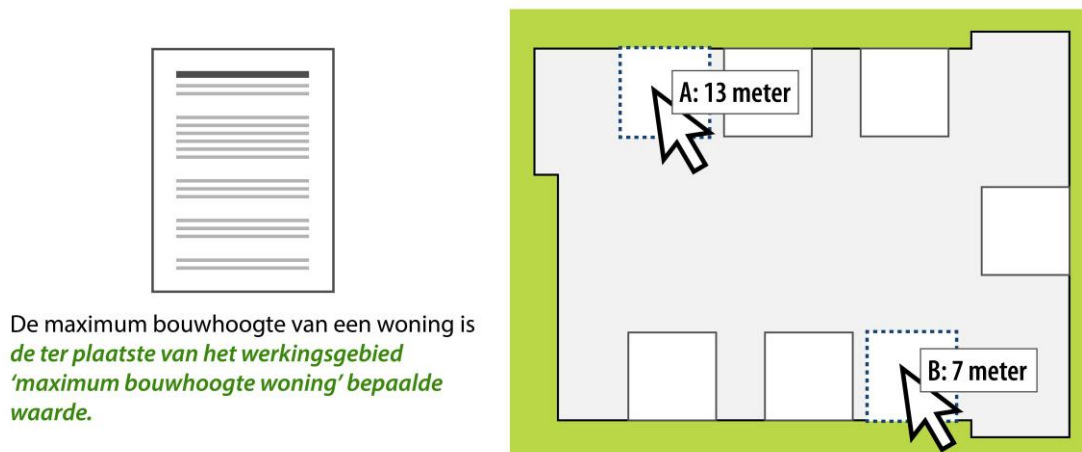 De maximum bouwhoogte van een woning is
de ter plaatste van het werkingsgebied
‘maximum bouwhoogte woning’ bepaalde
waarde.
A: 13 meter
B: 7 meter